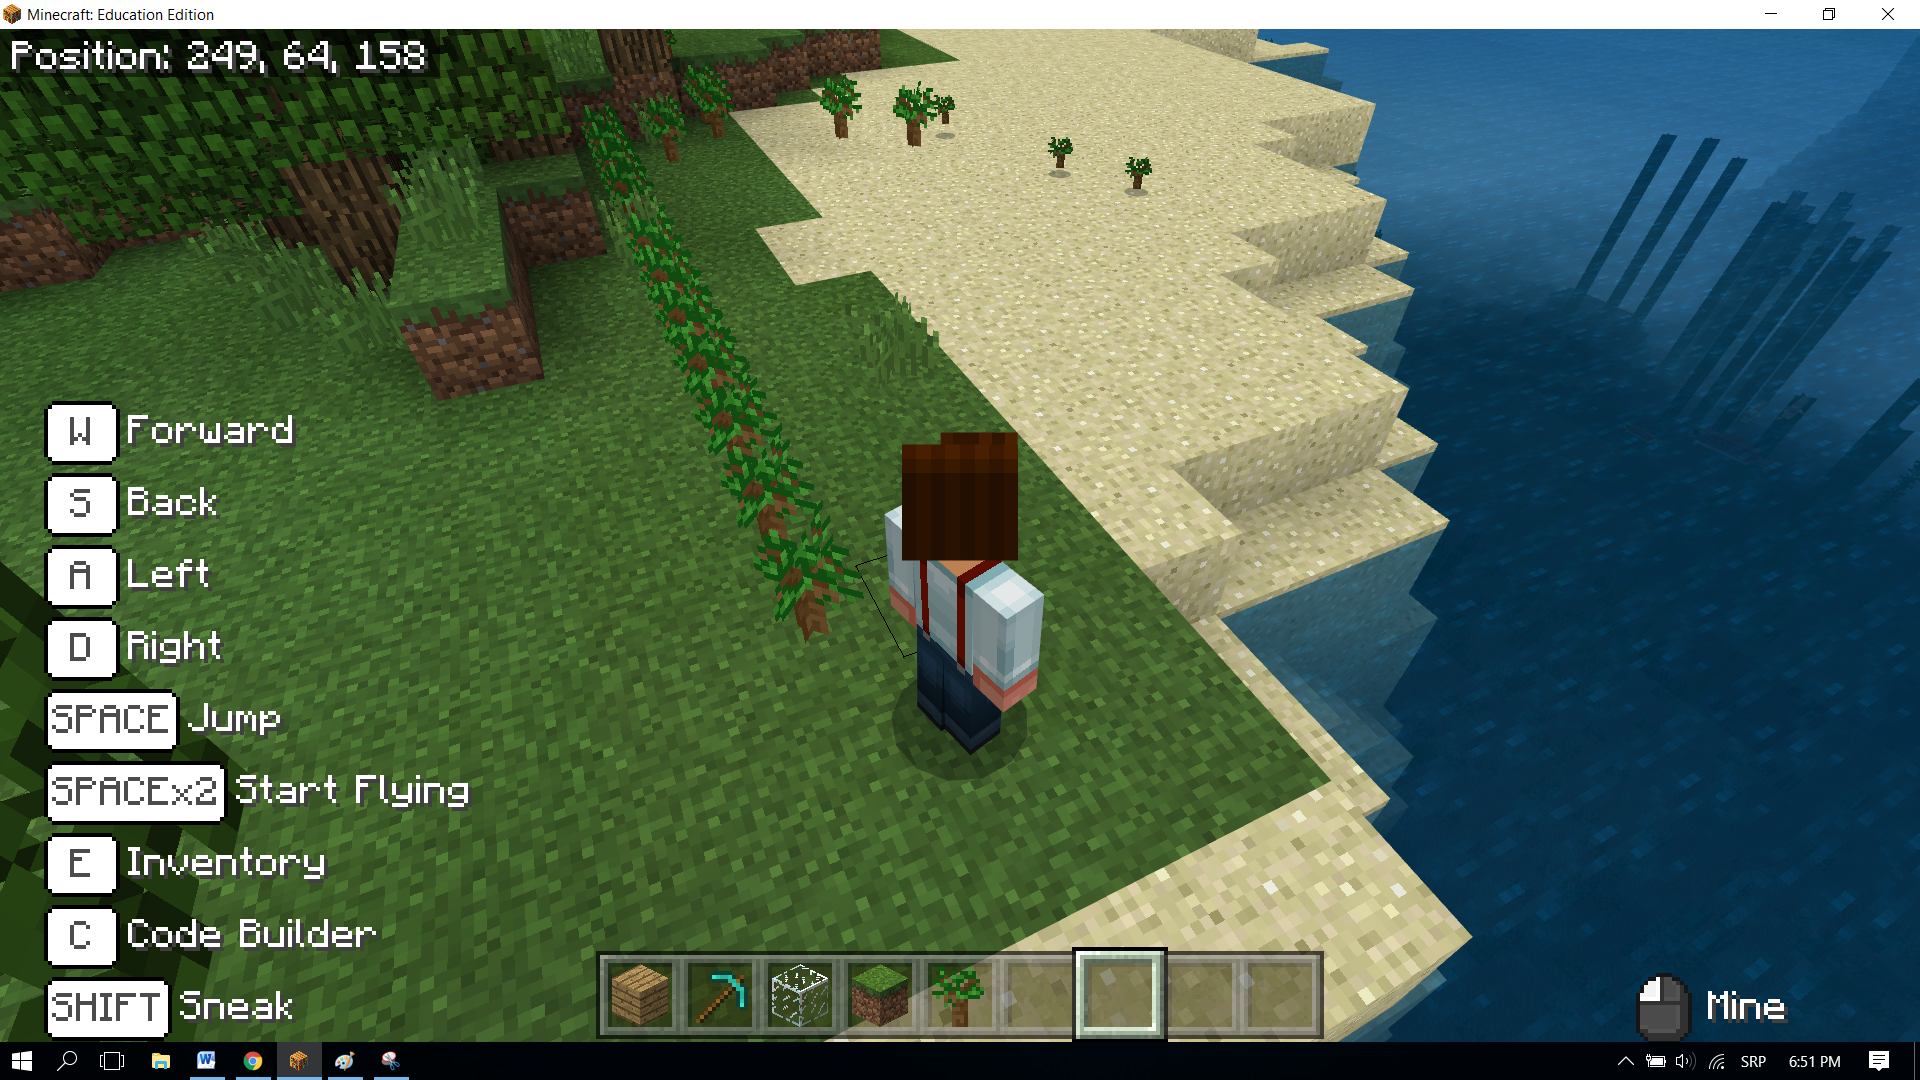 Minecraft: Education Edition
Position: 249, 64, 158
W Forward
S Back
A Left
D Right
SPACE Jump
SPACEx2 Start Flying
E Inventory
C Code Builder
SHIFT Sneak
Mine
SRP 6:51 PM